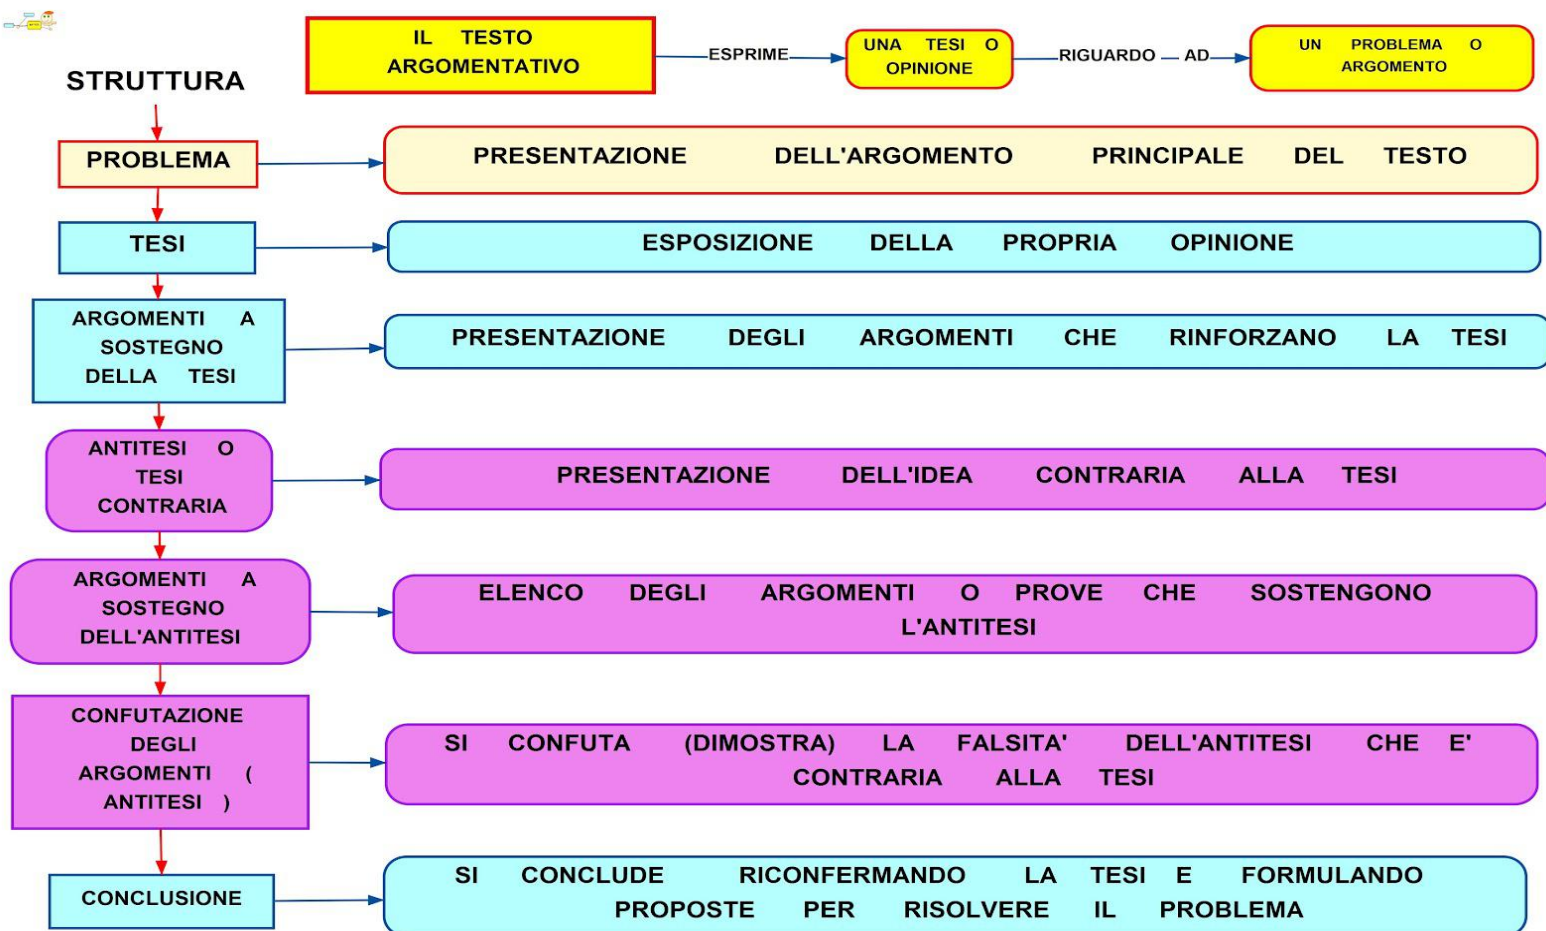 IL TESTO
ARGOMENTATIVO
ESPRIME
UNA TESI O
OPINIONE
RIGUARDO AD
UN PROBLEMA O
ARGOMENTO
STRUTTURA
PROBLEMA
PRESENTAZIONE DELL'ARGOMENTO PRINCIPALE DEL TESTO
TESI
ESPOSIZIONE DELLA PROPRIA OPINIONE
ARGOMENTI A
SOSTEGNO
DELLA TESI
PRESENTAZIONE DEGLI ARGOMENTI CHE RINFORZANO LA TESI
ANTITESI O
TESI
CONTRARIA
PRESENTAZIONE DELL'IDEA CONTRARIA ALLA TESI
ARGOMENTI A
SOSTEGNO
DELL'ANTITESI
ELENCO DEGLI ARGOMENTI O PROVE CHE SOSTENGONO
L'ANTITESI
CONFUTAZIONE
DEGLI
ARGOMENTI (
ANTITESI )
SI CONFUTA (DIMOSTRA) LA FALSITA' DELL'ANTITESI CHE E'
CONTRARIA ALLA TESI
CONCLUSIONE
SI CONCLUDE RICONFERMANDO LA TESI E FORMULANDO
PROPOSTE PER RISOLVERE IL PROBLEMA